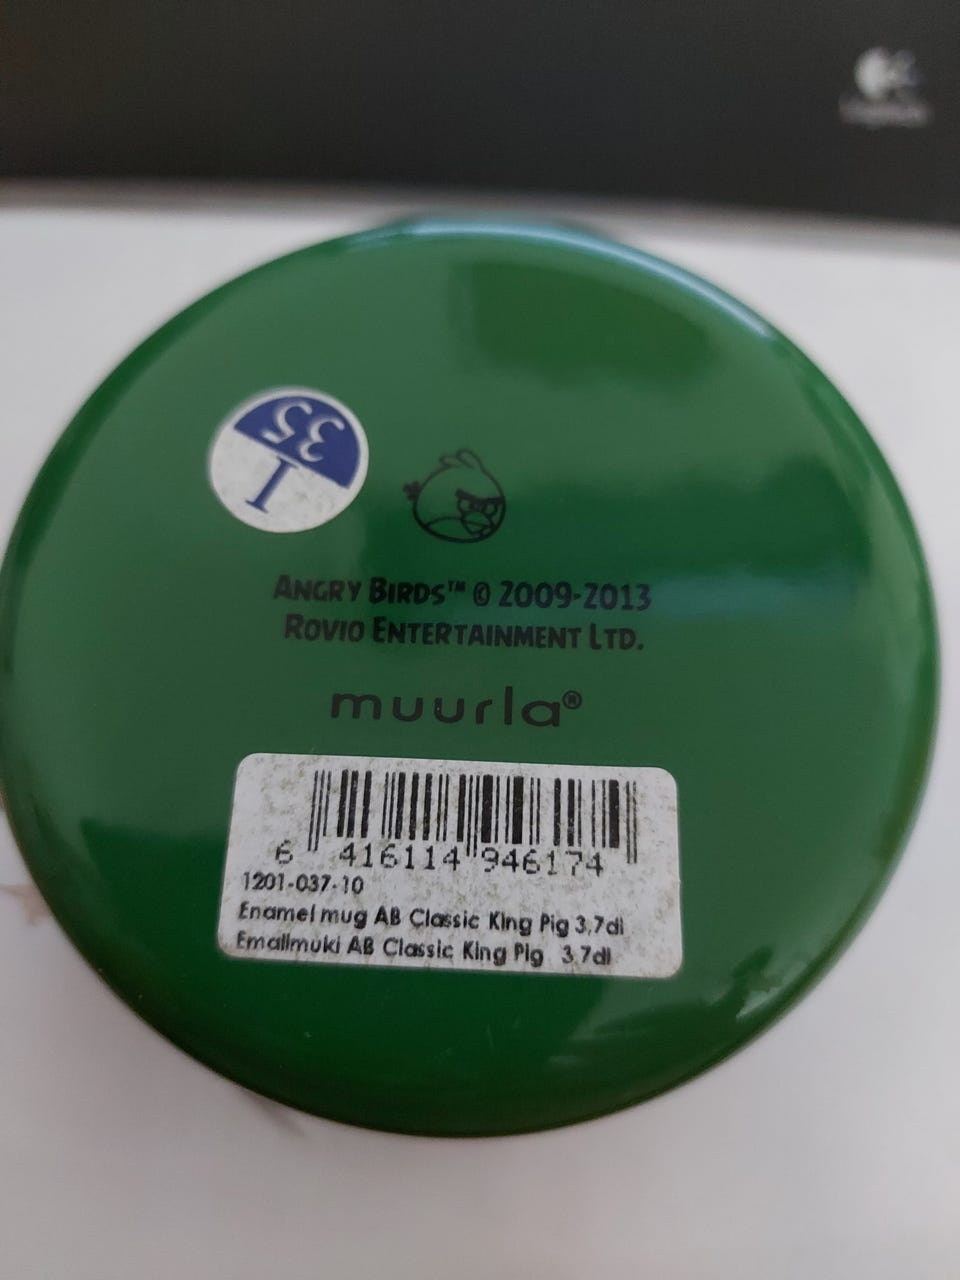 35
I
ANGRY BIRDS™ © 2009-2013
ROVIO ENTERTAINMENT LTD.
muurla®
6 416114 946174
1201-037-10
Enamel mug AB Classic King Pig 3,7dl
Emalimuki AB Classic King Pig 3,7dl